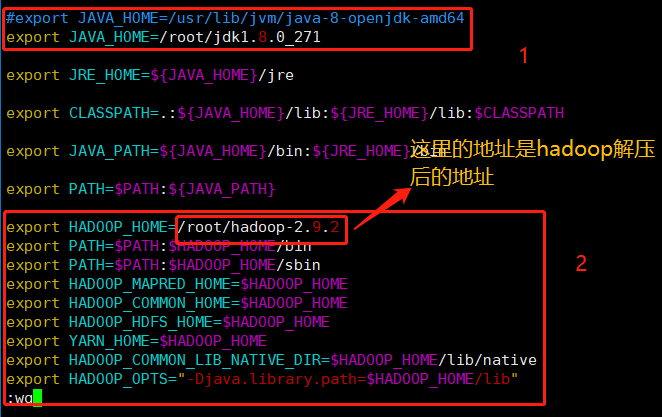 #export JAVA_HOME=/usr/lib/jvm/java-8-openjdk-amd64
export JAVA_HOME=/root/jdk1.8.0_271
1
export JRE_HOME=${JAVA_HOME}/jre
export CLASSPATH=.:${JAVA_HOME}/lib:${JRE_HOME}/lib:$CLASSPATH
export JAVA_PATH=${JAVA_HOME}/bin:${JRE_HOME}
这里的地址是hadoop解压
后的地址
export PATH=$PATH:${JAVA_PATH}
export HADOOP_HOME=/root/hadoop-2.9.2
export PATH=$PATH:$HADOOP_HOME/bin
export PATH=$PATH:$HADOOP_HOME/sbin
2
export HADOOP_MAPRED_HOME=$HADOOP_HOME
export HADOOP_COMMON_HOME=$HADOOP_HOME
export HADOOP_HDFS_HOME=$HADOOP_HOME
export YARN_HOME=$HADOOP_HOME
export HADOOP_COMMON_LIB_NATIVE_DIR=$HADOOP_HOME/lib/native
export HADOOP_OPTS="-Djava.library.path=$HADOOP_HOME/lib"
:wq